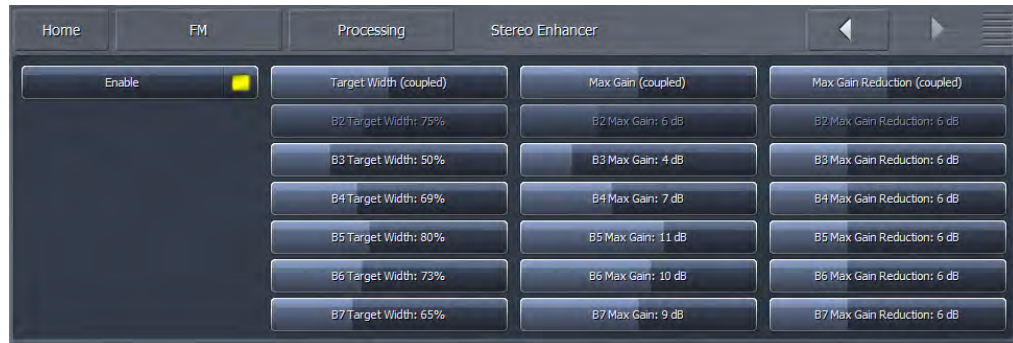 Home FM Processing Stereo Enhancer
Enable Target Width (coupled) Max Gain (coupled) Max Gain Reduction (coupled)
B2 Target Width: 75% B2 Max Gain: 6 dB B2 Max Gain Reduction: 6 dB
B3 Target Width: 50% B3 Max Gain: 4 dB B3 Max Gain Reduction: 6 dB
B4 Target Width: 69% B4 Max Gain: 7 dB B4 Max Gain Reduction: 6 dB
B5 Target Width: 80% B5 Max Gain: 11 dB B5 Max Gain Reduction: 6 dB
B6 Target Width: 73% B6 Max Gain: 10 dB B6 Max Gain Reduction: 6 dB
B7 Target Width: 65% B7 Max Gain: 9 dB B7 Max Gain Reduction: 6 dB